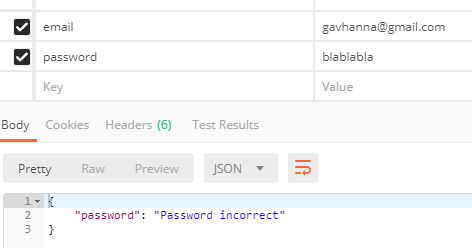 email gavhanna@gmail.com
password blablabla
Key Value
Body Cookies Headers (6) Test Results
Pretty Raw Preview JSON
1 {
2 "password": "Password incorrect"
3 }